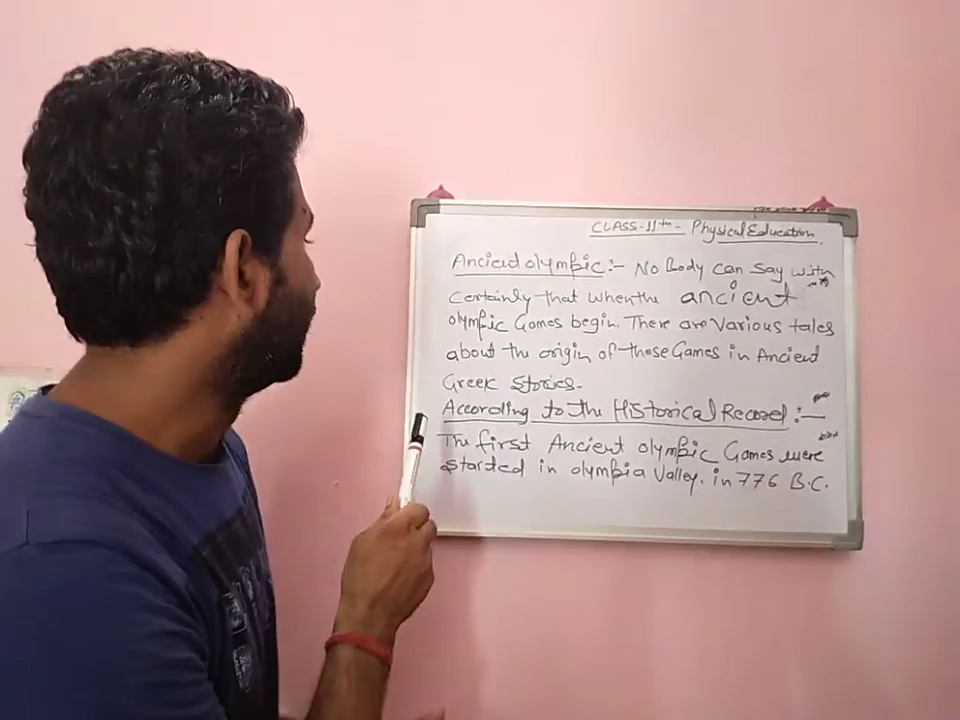 CLASS-11th- Physical Education
Ancied olympic:- No Body can say with
Certainly that when the ancient
olympic Games begin. There are Various tales
about the origin of those Games in Ancient
Greek Stories-
According to the Historical Record:-
The first Ancient olympic Games were
started in olympia Valley. in 776 B.C.